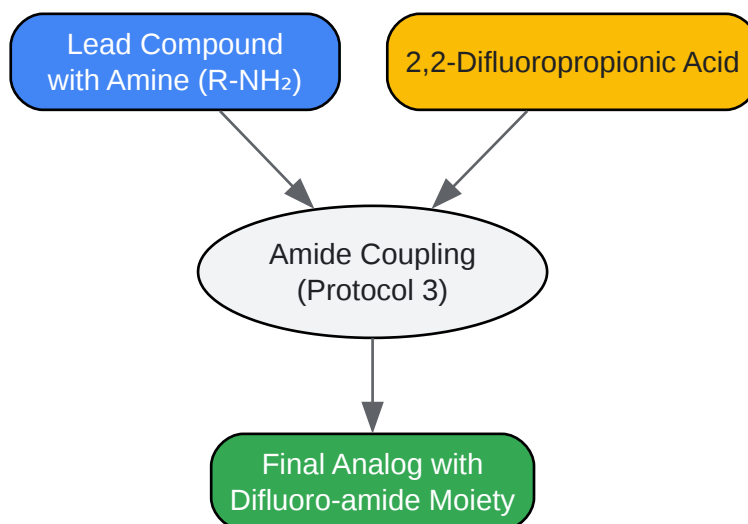 Lead Compound
with Amine (R-NH₂)
2,2-Difluoropropionic Acid
Amide Coupling
(Protocol 3)
Final Analog with
Difluoro-amide Moiety